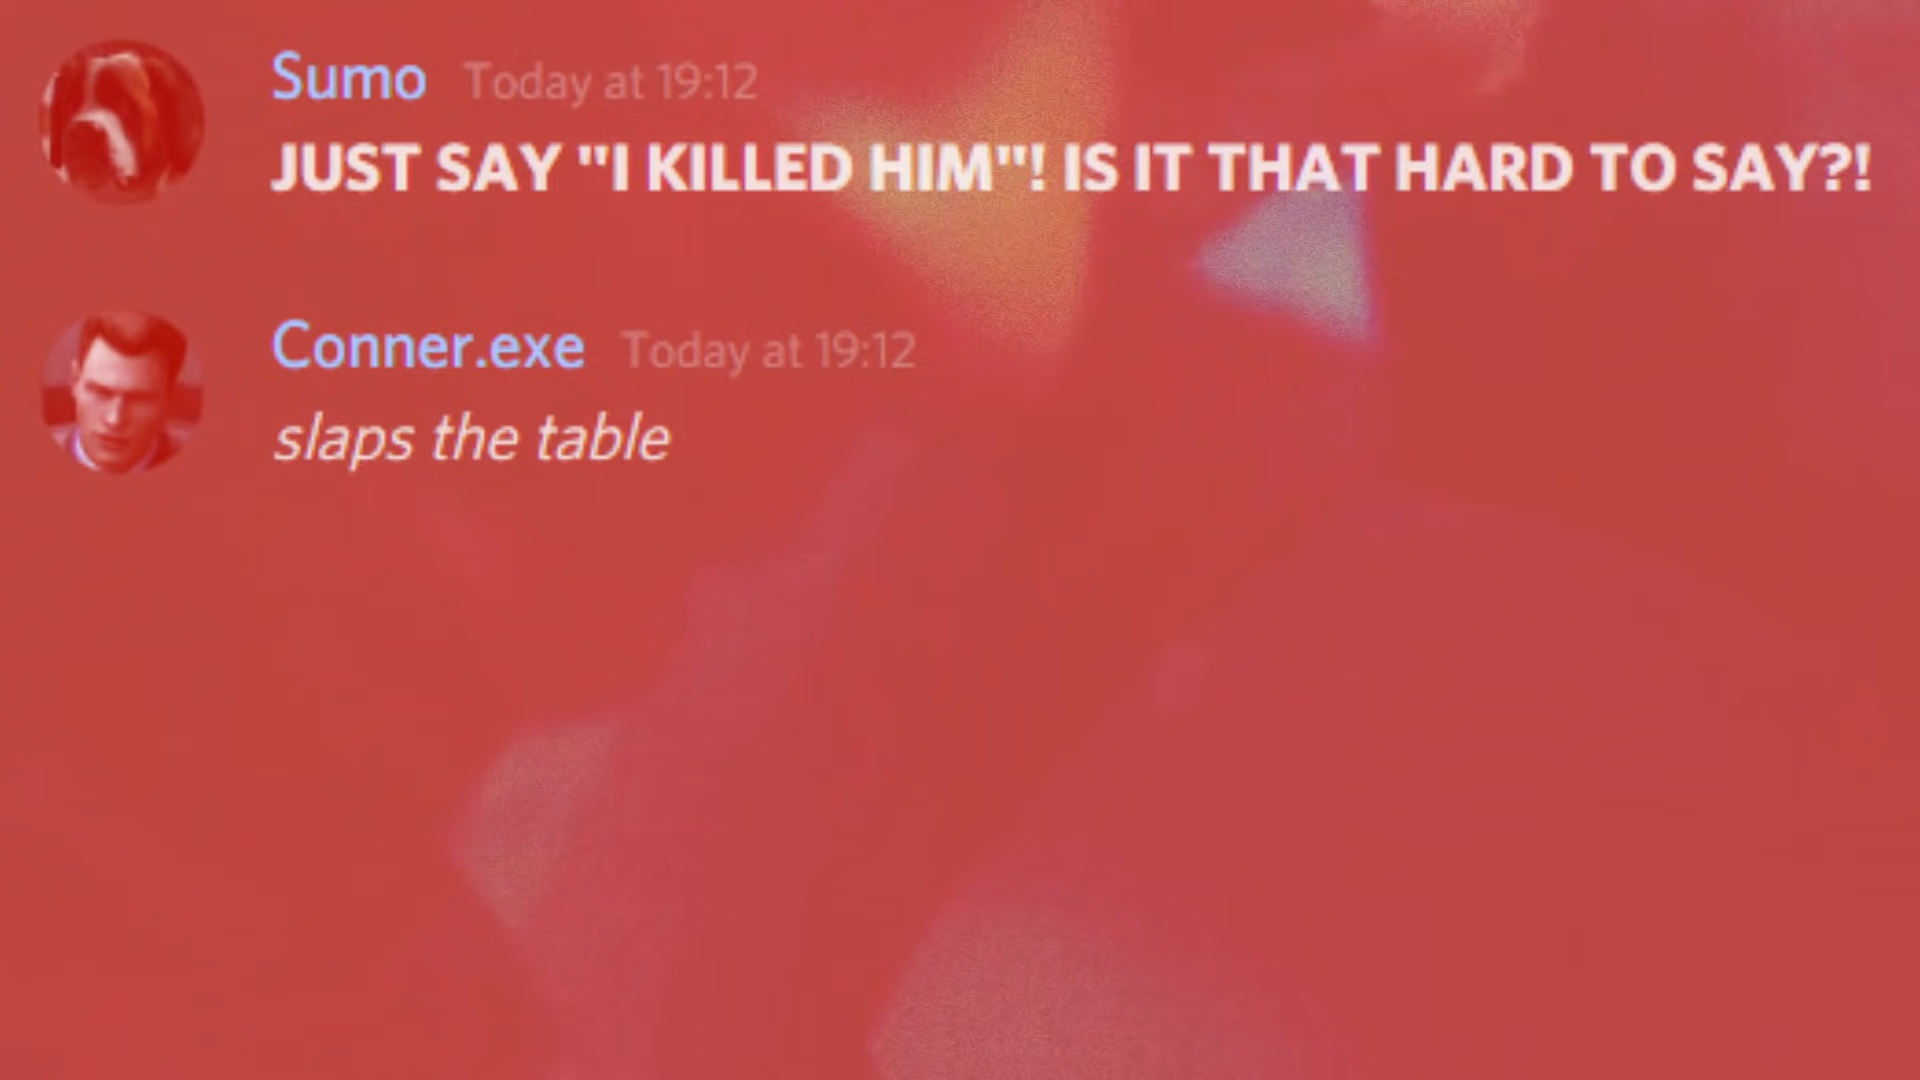 Sumo Today at 19:12
JUST SAY "I KILLED HIM"! IS IT THAT HARD TO SAY?!
Conner.exe Today at 19:12
slaps the table